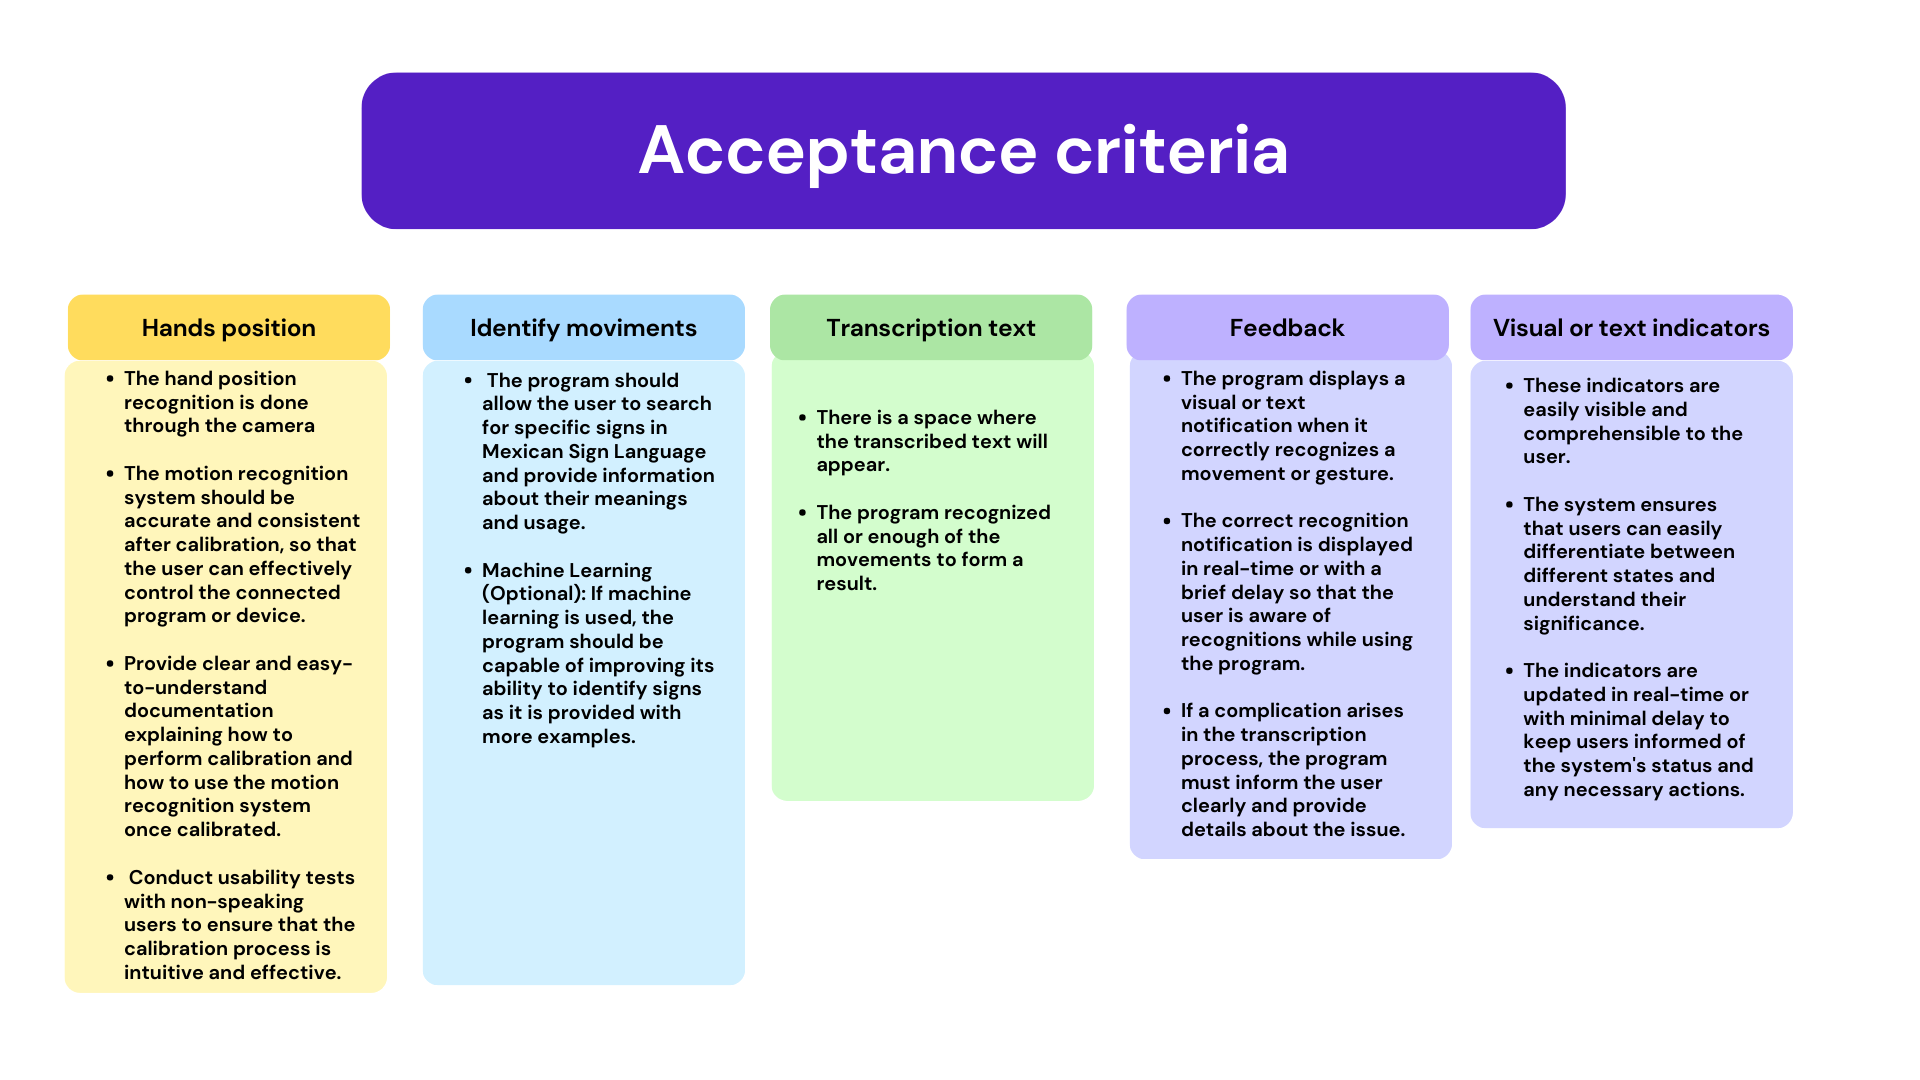 Acceptance criteria
Hands position
• The hand position
recognition is done
through the camera
• The motion recognition
system should be
accurate and consistent
after calibration, so that
the user can effectively
control the connected
program or device.
• Provide clear and easy-
to-understand
documentation
explaining how to
perform calibration and
how to use the motion
recognition system
once calibrated.
• Conduct usability tests
with non-speaking
users to ensure that the
calibration process is
intuitive and effective.
Identify moviments
• The program should
allow the user to search
for specific signs in
Mexican Sign Language
and provide information
about their meanings
and usage.
• Machine Learning
(Optional): If machine
learning is used, the
program should be
capable of improving its
ability to identify signs
as it is provided with
more examples.
Transcription text
• There is a space where
the transcribed text will
appear.
• The program recognized
all or enough of the
movements to form a
result.
Feedback
• The program displays a
visual or text
notification when it
correctly recognizes a
movement or gesture.
• The correct recognition
notification is displayed
in real-time or with a
brief delay so that the
user is aware of
recognitions while using
the program.
• If a complication arises
in the transcription
process, the program
must inform the user
clearly and provide
details about the issue.
Visual or text indicators
• These indicators are
easily visible and
comprehensible to the
user.
• The system ensures
that users can easily
differentiate between
different states and
understand their
significance.
• The indicators are
updated in real-time or
with minimal delay to
keep users informed of
the system's status and
any necessary actions.